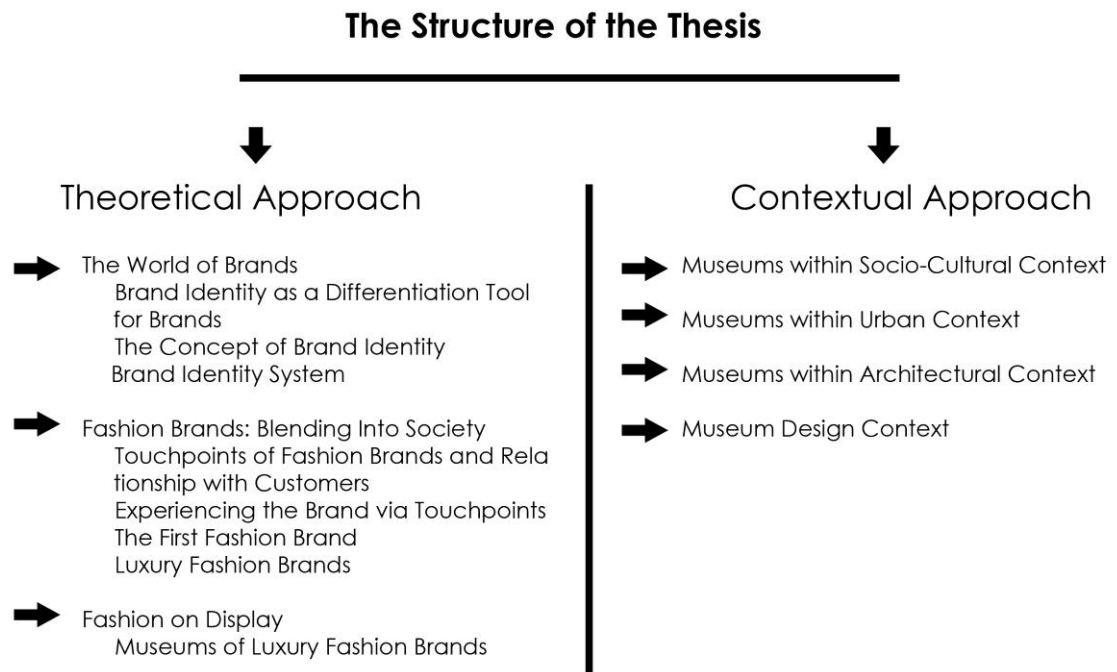 The Structure of the Thesis
Theoretical Approach
The World of Brands
Brand Identity as a Differentiation Tool
for Brands
The Concept of Brand Identity
Brand Identity System
Fashion Brands: Blending Into Society
Touchpoints of Fashion Brands and Rela
tionship with Customers
Experiencing the Brand via Touchpoints
The First Fashion Brand
Luxury Fashion Brands
Fashion on Display
Museums of Luxury Fashion Brands
Contextual Approach
Museums within Socio-Cultural Context
Museums within Urban Context
Museums within Architectural Context
Museum Design Context